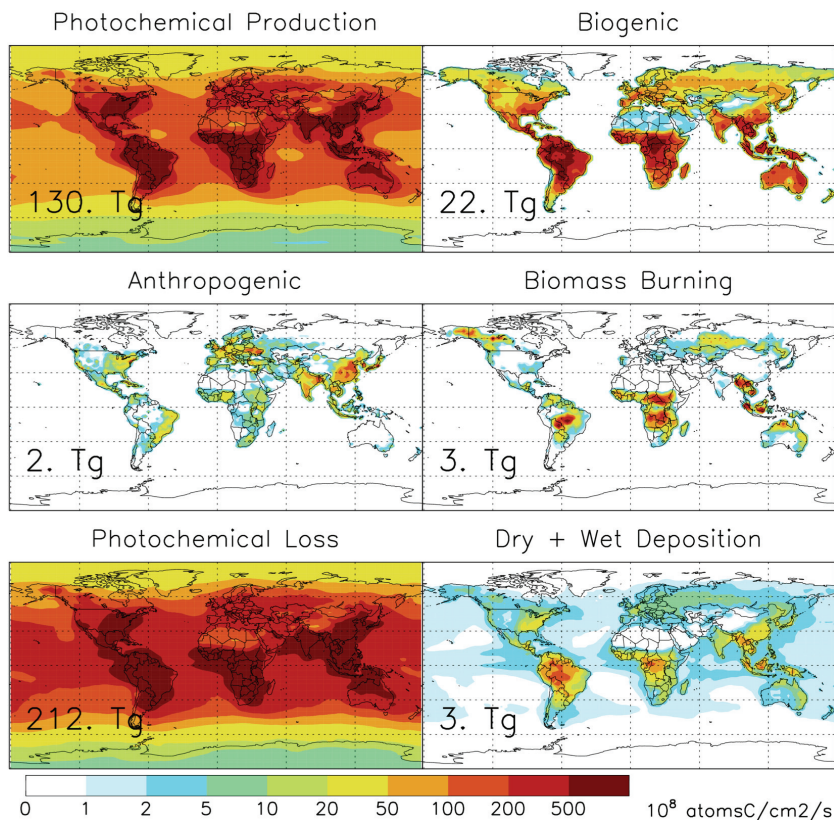 Photochemical Production
Biogenic
130. Tg
22. Tg
Anthropogenic
Biomass Burning
2. Tg
3. Tg
Photochemical Loss
Dry + Wet Deposition
212. Tg
3. Tg
0 1 2 5 10 20 50 100 200 500 10⁸ atomsC/cm2/s